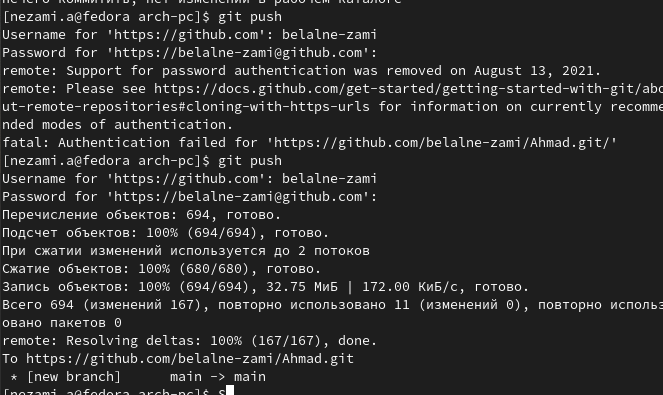 нечего коммитить, нет изменений в рабочем каталоге
[nezami.a@fedora arch-pc]$ git push
Username for 'https://github.com': belalne-zami
Password for 'https://belalne-zami@github.com':
remote: Support for password authentication was removed on August 13, 2021.
remote: Please see https://docs.github.com/get-started/getting-started-with-git/abo
ut-remote-repositories#cloning-with-https-urls for information on currently recomme
nded modes of authentication.
fatal: Authentication failed for 'https://github.com/belalne-zami/Ahmad.git/'
[nezami.a@fedora arch-pc]$ git push
Username for 'https://github.com': belalne-zami
Password for 'https://belalne-zami@github.com':
Перечисление объектов: 694, готово.
Подсчет объектов: 100% (694/694), готово.
При сжатии изменений используется до 2 потоков
Сжатие объектов: 100% (680/680), готово.
Запись объектов: 100% (694/694), 32.75 МиБ | 172.00 КиБ/с, готово.
Всего 694 (изменений 167), повторно использовано 11 (изменений 0), повторно использ
овано пакетов 0
remote: Resolving deltas: 100% (167/167), done.
To https://github.com/belalne-zami/Ahmad.git
 * [new branch]      main -> main
[nezami.a@fedora arch-pc]$ S